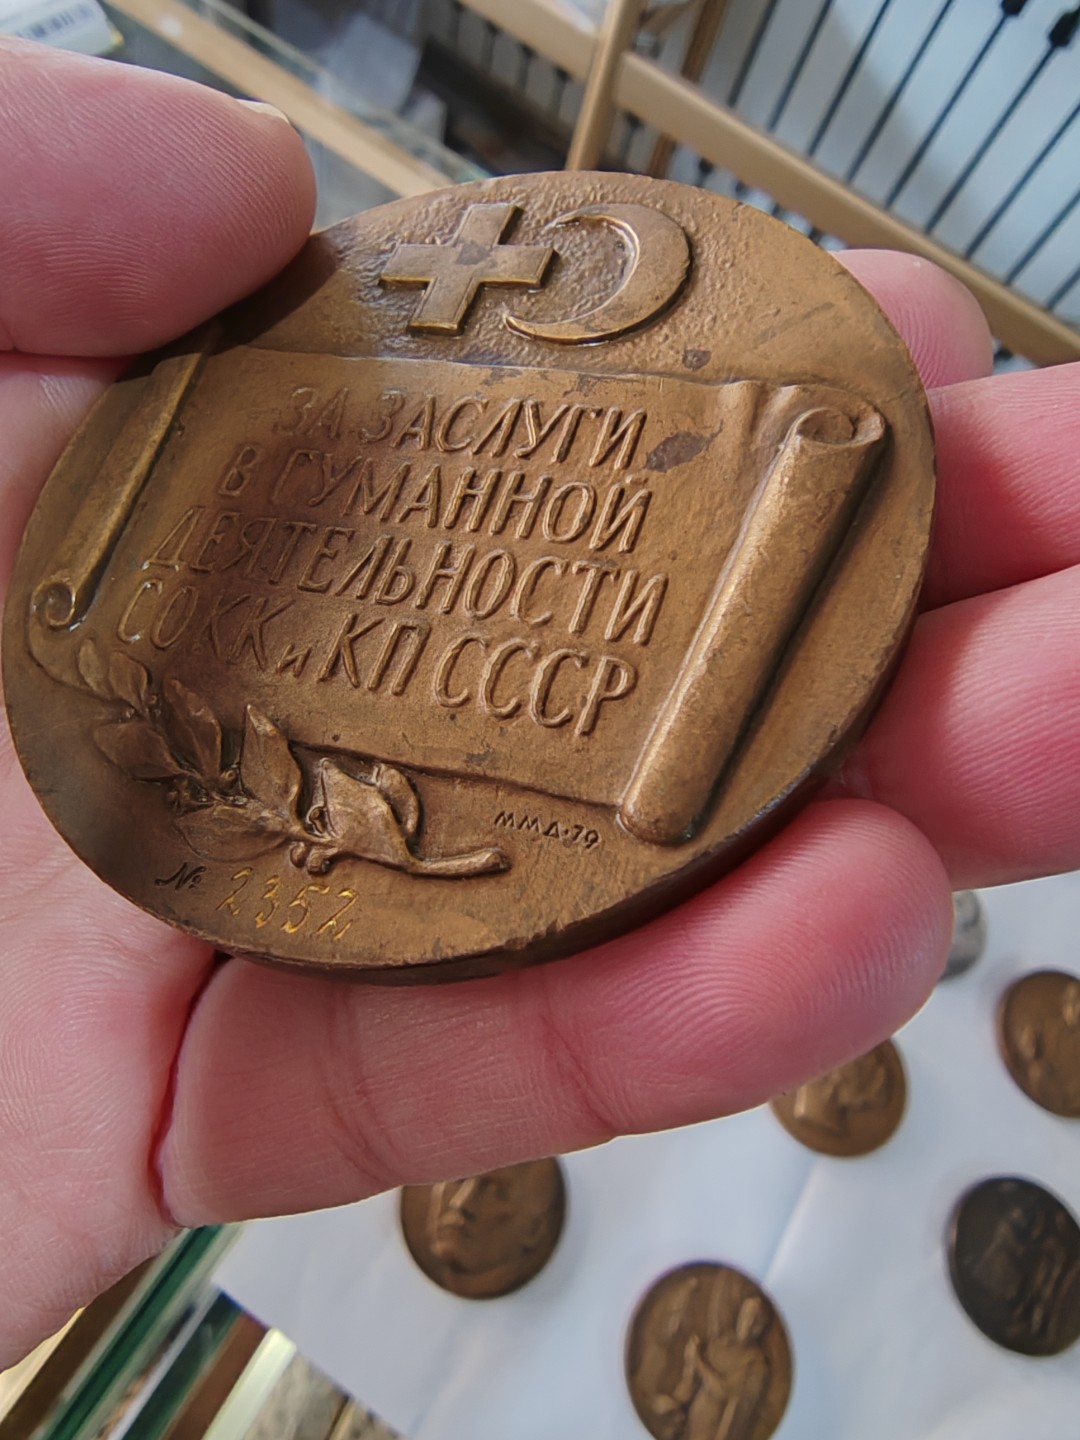 ЗА ЗАСЛУГИ
В ГУМАННОЙ
ДЕЯТЕЛЬНОСТИ
СОКК и КП СССР
ММД·79
№ 2352